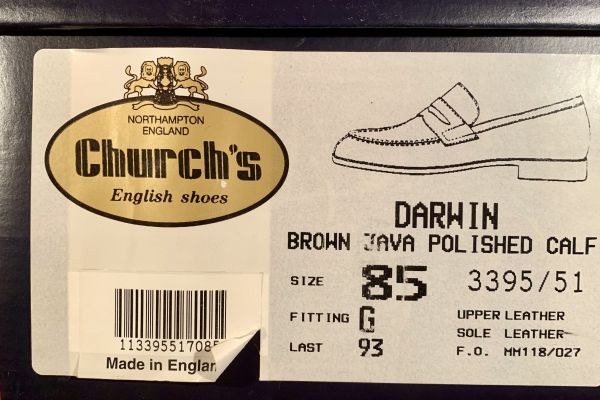 NORTHAMPTON
ENGLAND
Church's
English shoes
DARWIN
BROWN JAVA POLISHED CALF
SIZE 85 3395/51
FITTING G UPPER LEATHER
SOLE LEATHER
LAST 93 F.O. MM118/027
113395517085
Made in